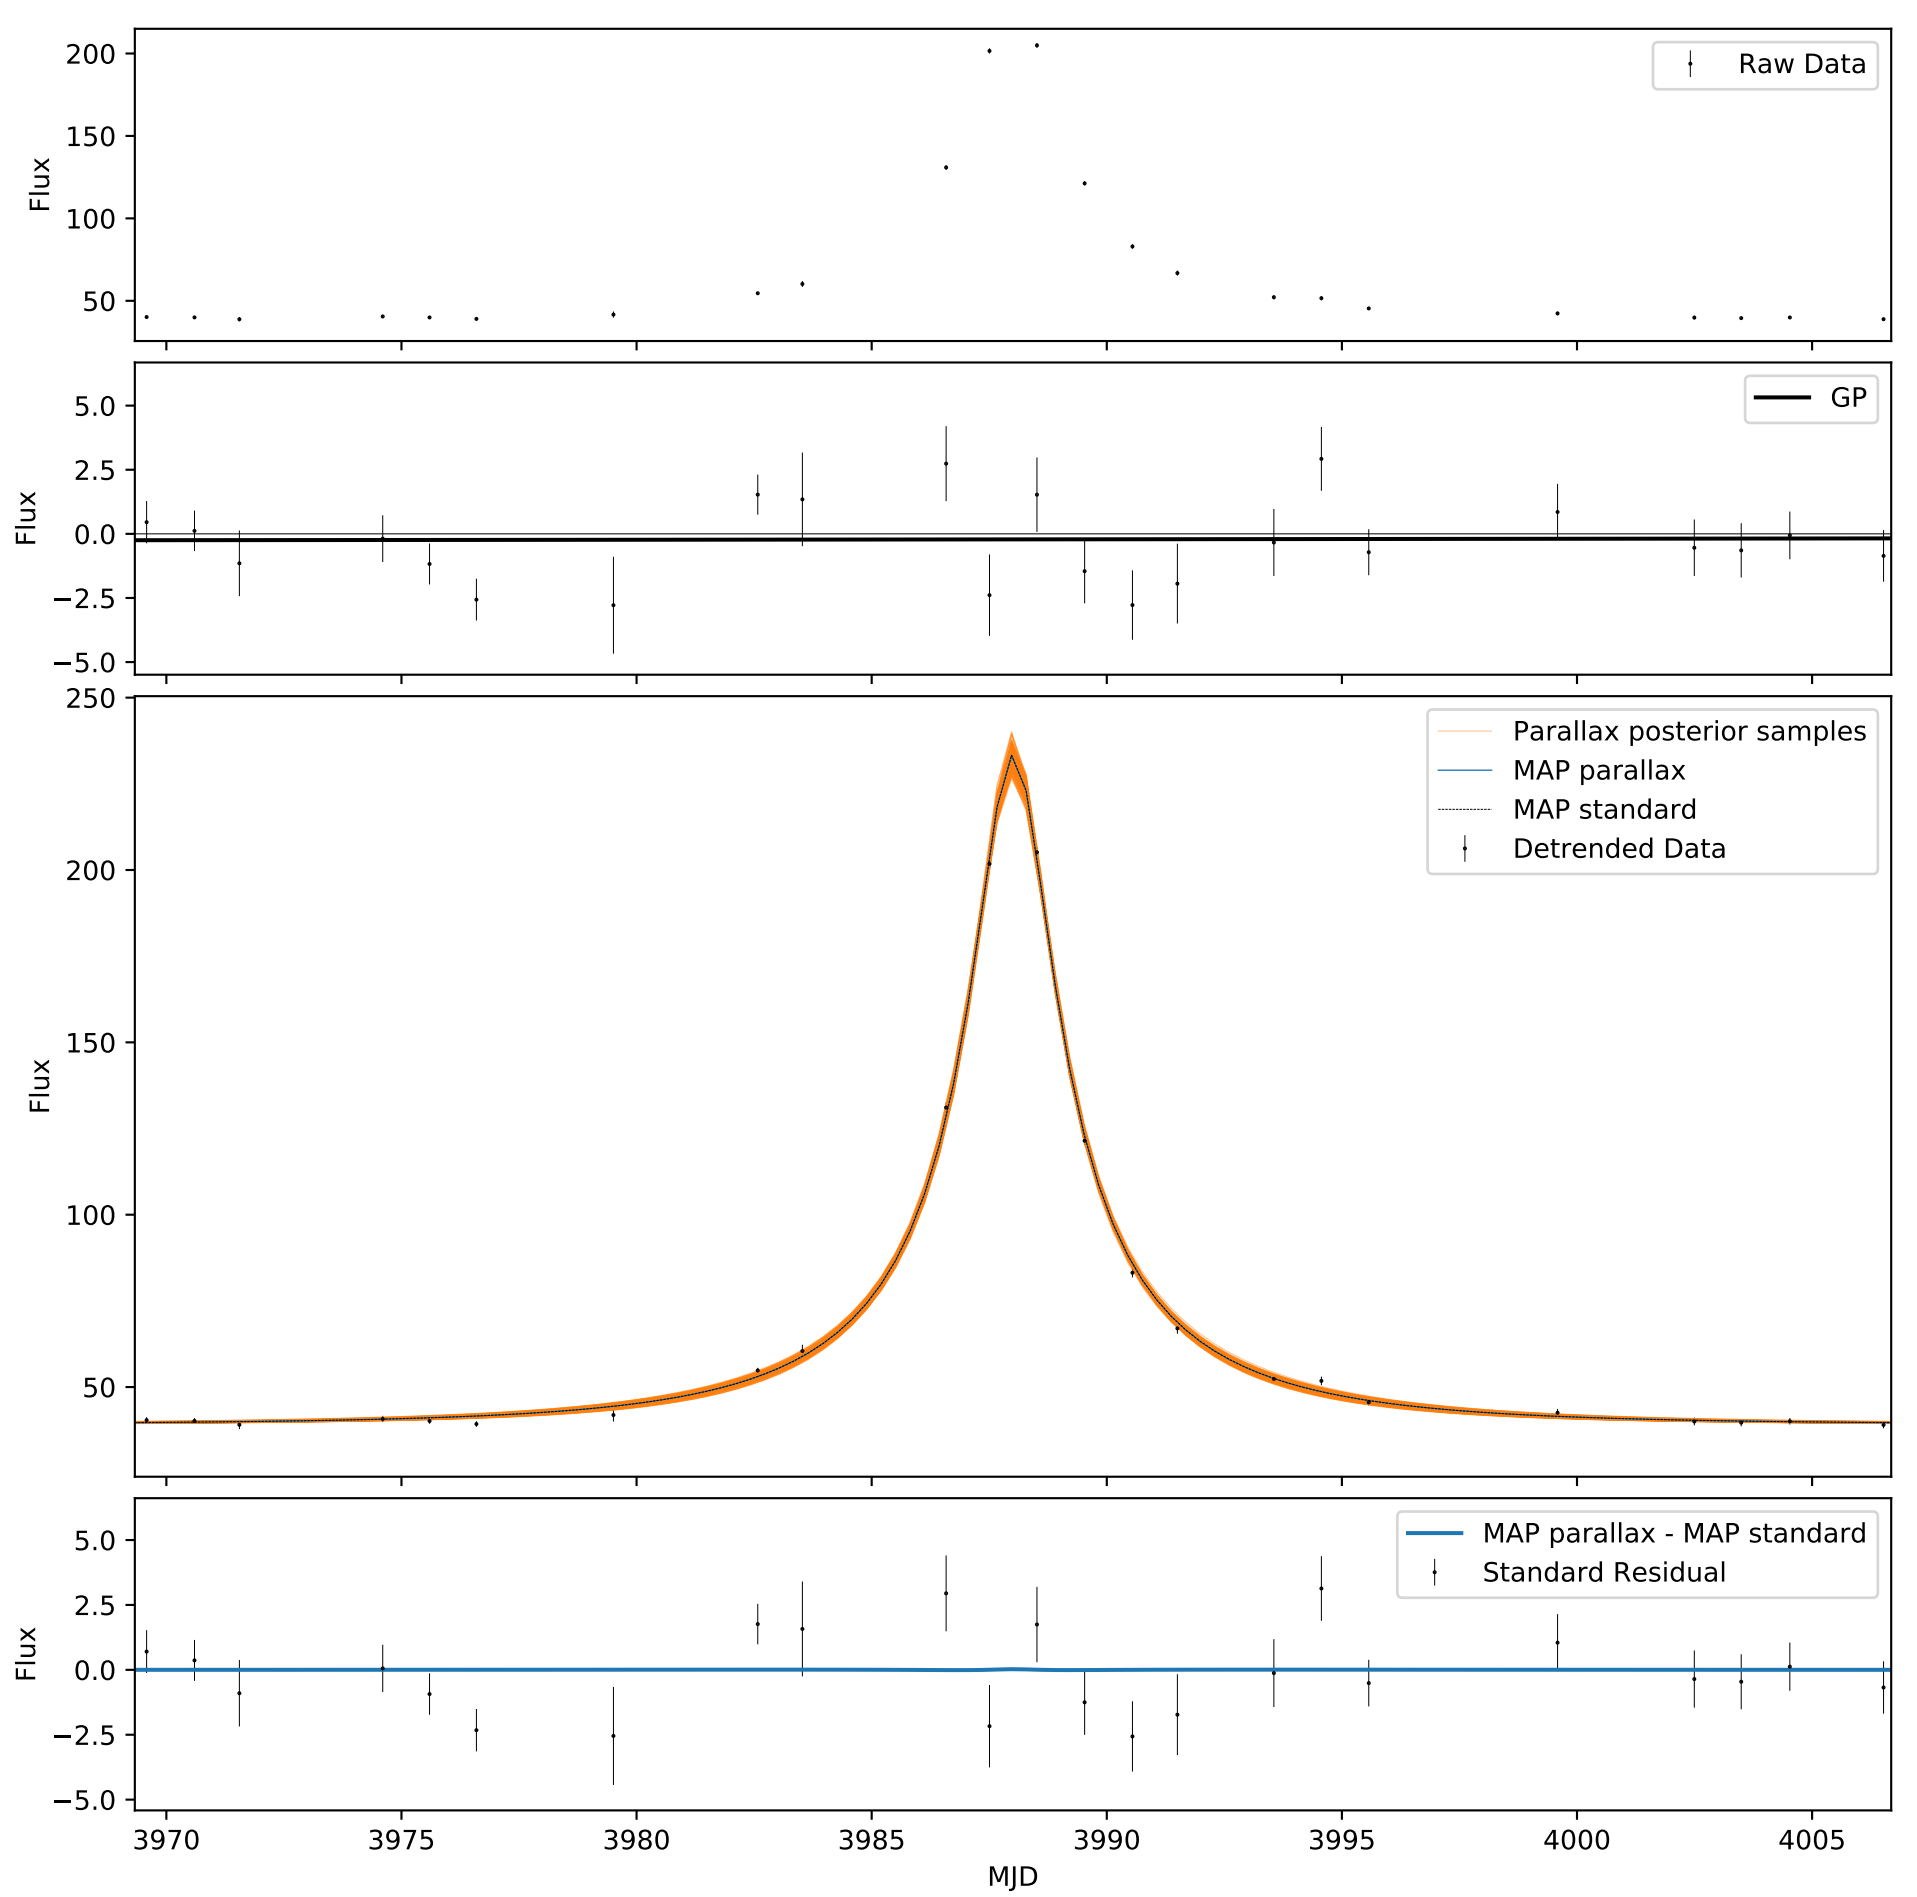 200
150
100
50
Flux
Raw Data
5.0
2.5
0.0
−2.5
−5.0
Flux
GP
250
200
150
100
50
Flux
Parallax posterior samples
MAP parallax
MAP standard
Detrended Data
5.0
2.5
0.0
−2.5
−5.0
Flux
MAP parallax - MAP standard
Standard Residual
3970 3975 3980 3985 3990 3995 4000 4005
MJD